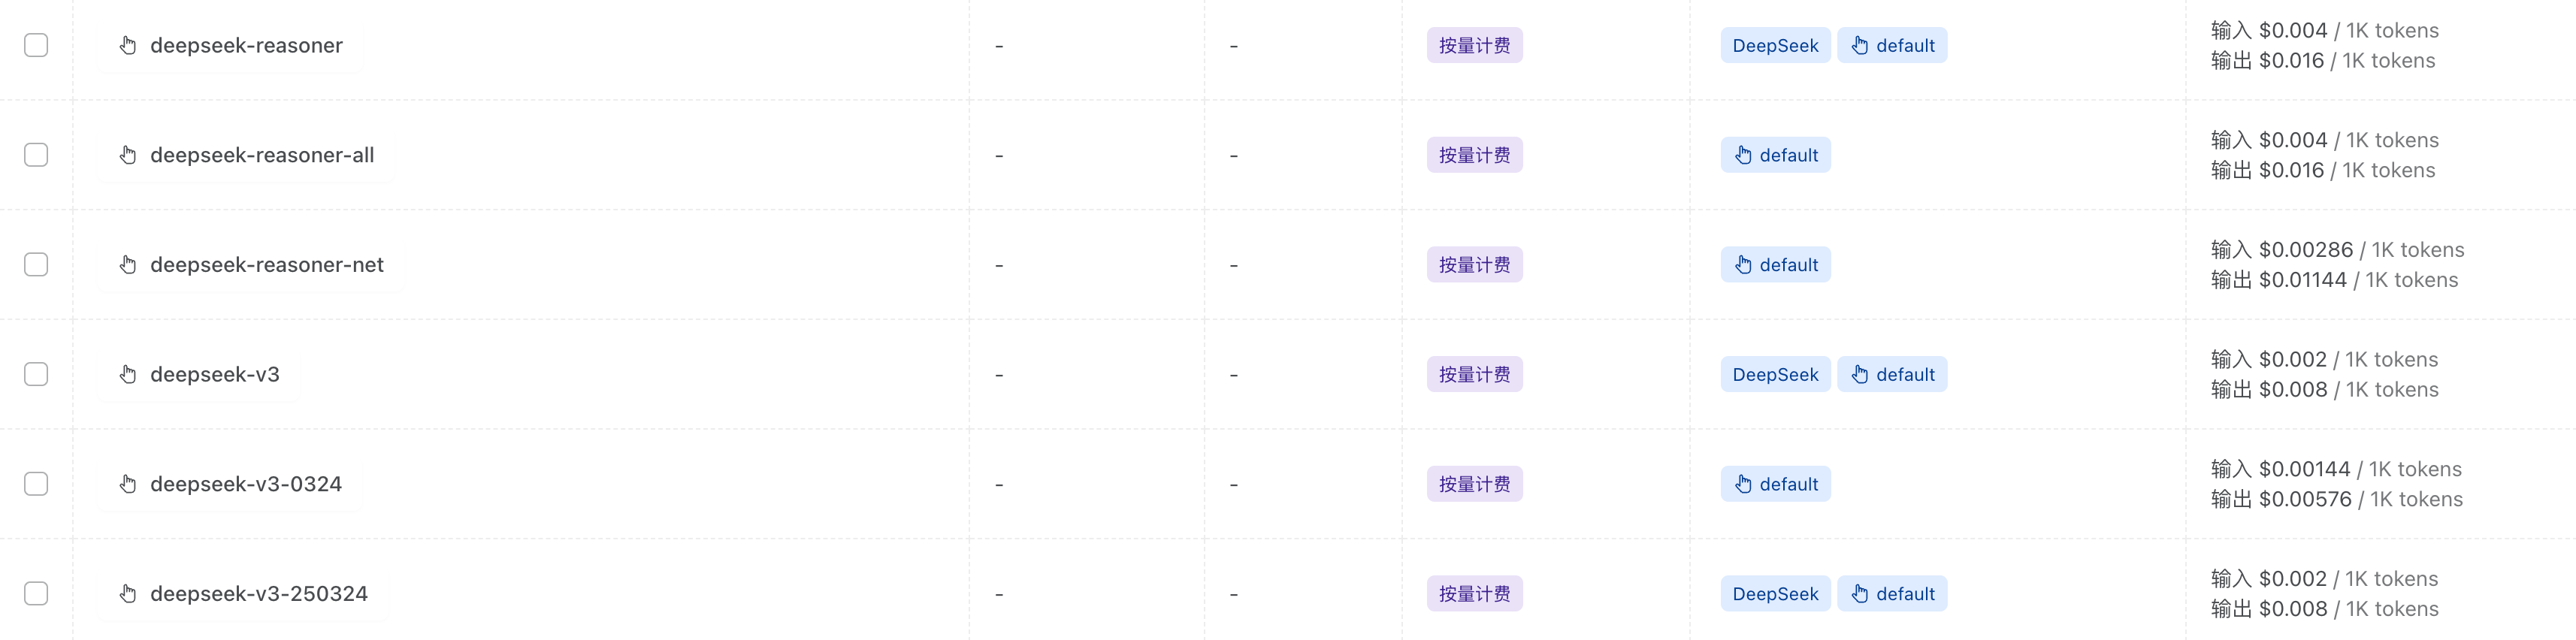 deepseek-reasoner - - 按量计费 DeepSeek default 输入 $0.004 / 1K tokens
输出 $0.016 / 1K tokens
deepseek-reasoner-all - - 按量计费 default 输入 $0.004 / 1K tokens
输出 $0.016 / 1K tokens
deepseek-reasoner-net - - 按量计费 default 输入 $0.00286 / 1K tokens
输出 $0.01144 / 1K tokens
deepseek-v3 - - 按量计费 DeepSeek default 输入 $0.002 / 1K tokens
输出 $0.008 / 1K tokens
deepseek-v3-0324 - - 按量计费 default 输入 $0.00144 / 1K tokens
输出 $0.00576 / 1K tokens
deepseek-v3-250324 - - 按量计费 DeepSeek default 输入 $0.002 / 1K tokens
输出 $0.008 / 1K tokens